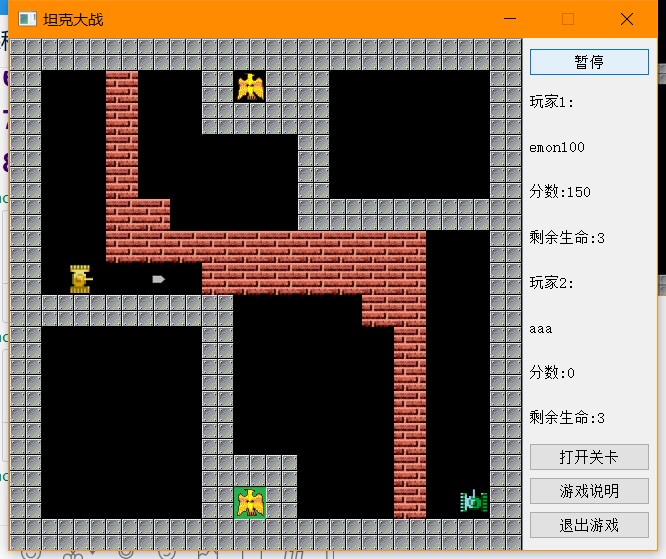 坦克大战
暂停
玩家1:
emon100
分数:150
剩余生命:3
玩家2:
aaa
分数:0
剩余生命:3
打开关卡
游戏说明
退出游戏